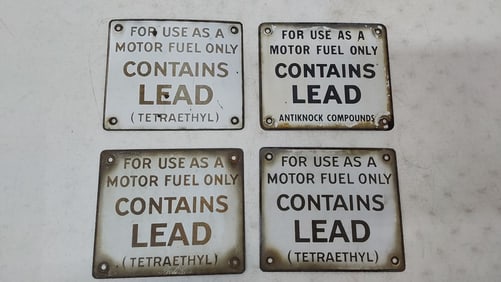 FOR USE AS A
MOTOR FUEL ONLY
CONTAINS
LEAD
(TETRAETHYL)
FOR USE AS A
MOTOR FUEL ONLY
CONTAINS
LEAD
ANTIKNOCK COMPOUNDS
FOR USE AS A
MOTOR FUEL ONLY
CONTAINS
LEAD
(TETRAETHYL)
FOR USE AS A
MOTOR FUEL ONLY
CONTAINS
LEAD
(TETRAETHYL)